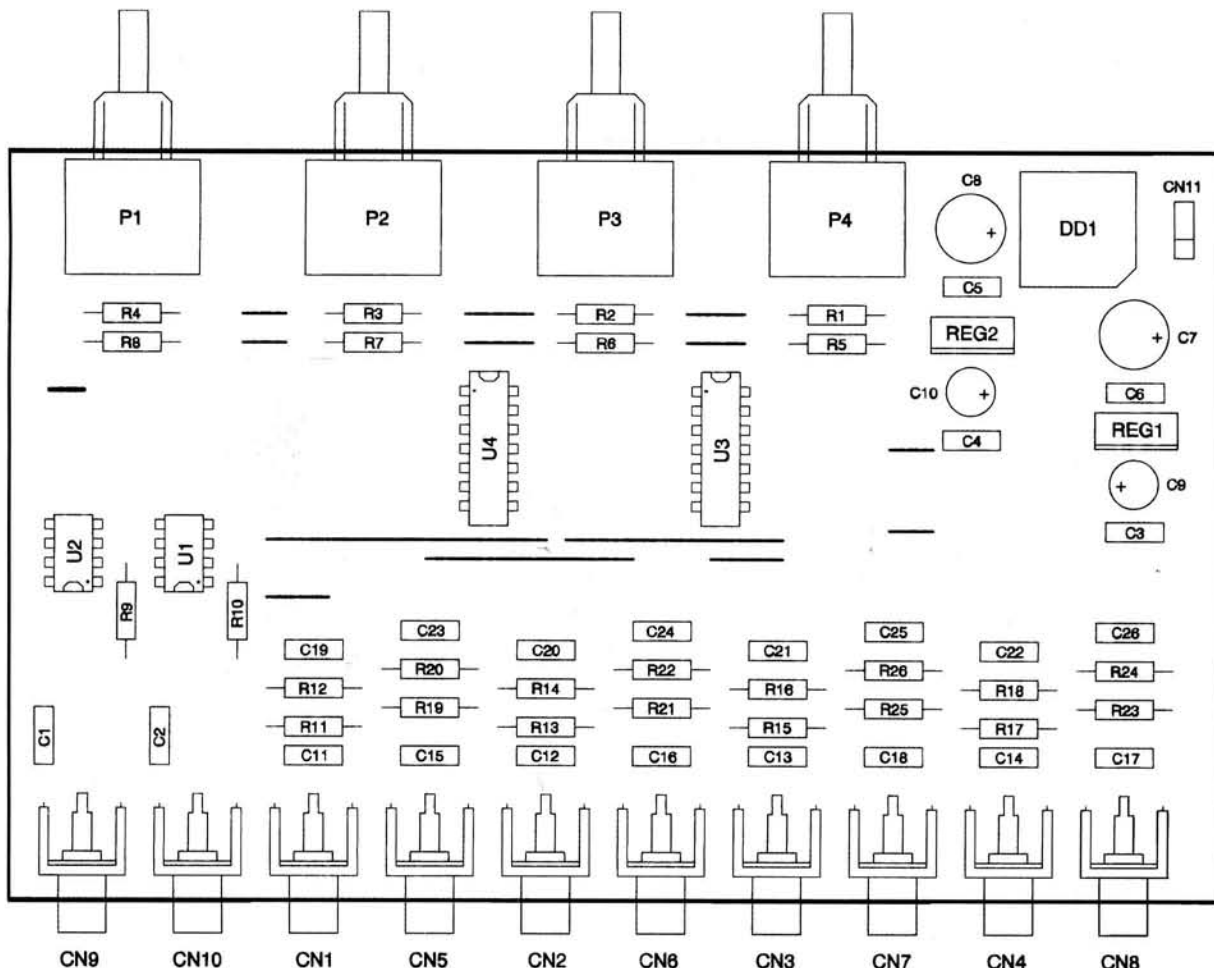 C8
CN11
P1 P2 P3 P4 DD1
C5
R4 R3 R2 R1
R8 R7 R6 R5 REG2 C7
C10 C6
REG1
U4 U3 C4
C9
C3
U2 U1
R9 R10
C23 C24 C25 C26
C19 C20 C21 C22
R20 R22 R26 R24
R12 R14 R16 R18
R19 R21 R25 R23
R11 R13 R15 R17
C1 C2
C11 C15 C12 C16 C13 C18 C14 C17
CN9 CN10 CN1 CN5 CN2 CN6 CN3 CN7 CN4 CN8